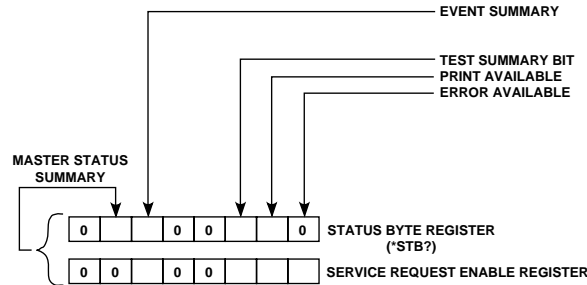 EVENT SUMMARY
TEST SUMMARY BIT
PRINT AVAILABLE
ERROR AVAILABLE
MASTER STATUS
SUMMARY
0 0 0 0 STATUS BYTE REGISTER
(*STB?)
0 0 0 0 SERVICE REQUEST ENABLE REGISTER